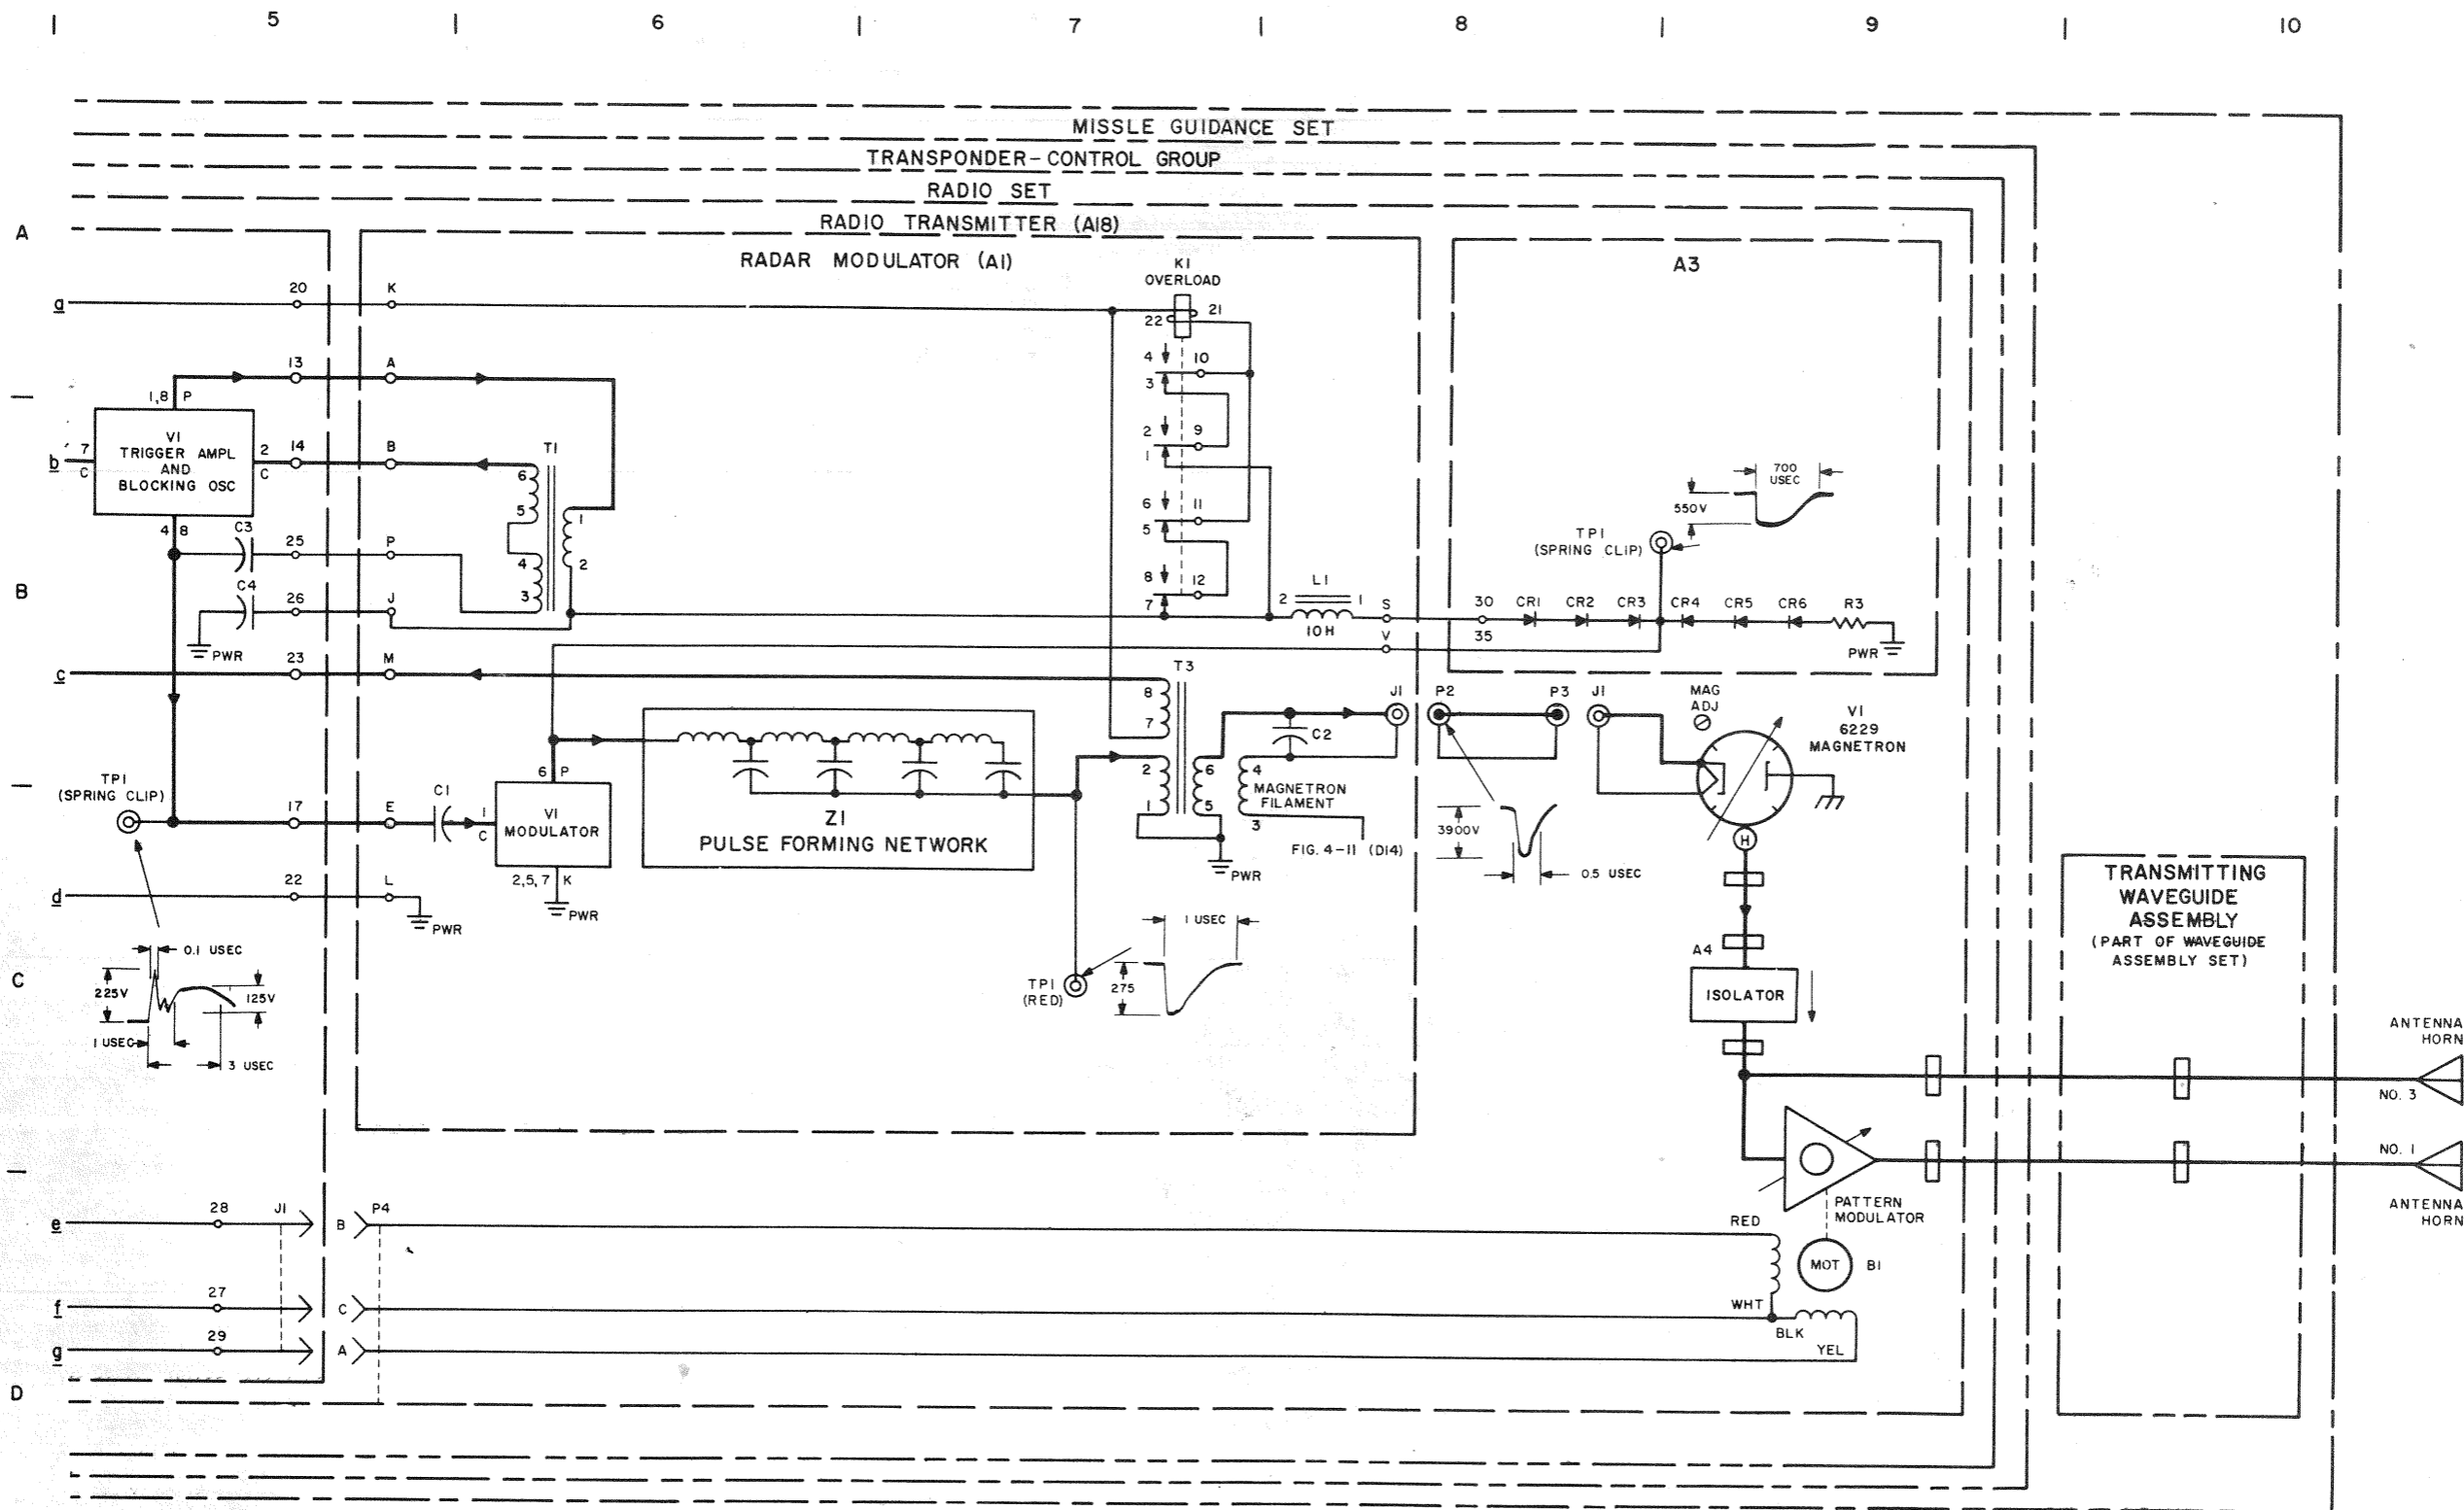 5 6 7 8 9 10
MISSLE GUIDANCE SET
TRANSPONDER-CONTROL GROUP
RADIO SET
RADIO TRANSMITTER (A18)
A
RADAR MODULATOR (A1)
A3
K1
OVERLOAD
a 20 K
22 21
13 A
4 10
3
1,8 P
V1
TRIGGER AMPL
AND
BLOCKING OSC
b 7
C
2
C
14 B
T1
6
5
1
4
3
2
2 9
1
6 11
5
8 12
7
4 8
C3
25 P
C4
26 J
PWR
B
L1
2 1
10H
S
V
30
35
CR1 CR2 CR3 CR4 CR5 CR6 R3
PWR
TP1
(SPRING CLIP)
550V
700
USEC
c 23 M
T3
8
7
2
1
6
5
4
3
C2
MAGNETRON
FILAMENT
FIG. 4-11 (D14)
PWR
J1 P2 P3 J1
MAG
ADJ
V1
6229
MAGNETRON
H
3900V
0.5 USEC
TP1
(SPRING CLIP)
17 E
C1
1
C
6 P
V1
MODULATOR
2,5,7 K
PWR
Z1
PULSE FORMING NETWORK
d 22 L
PWR
C
0.1 USEC
225V
125V
1 USEC
3 USEC
TP1
(RED)
275
1 USEC
A4
ISOLATOR
TRANSMITTING
WAVEGUIDE
ASSEMBLY
(PART OF WAVEGUIDE
ASSEMBLY SET)
ANTENNA
HORN
NO. 3
NO. 1
ANTENNA
HORN
PATTERN
MODULATOR
MOT B1
e 28 J1 B P4
RED
f 27 C
WHT
BLK
g 29 A
YEL
D